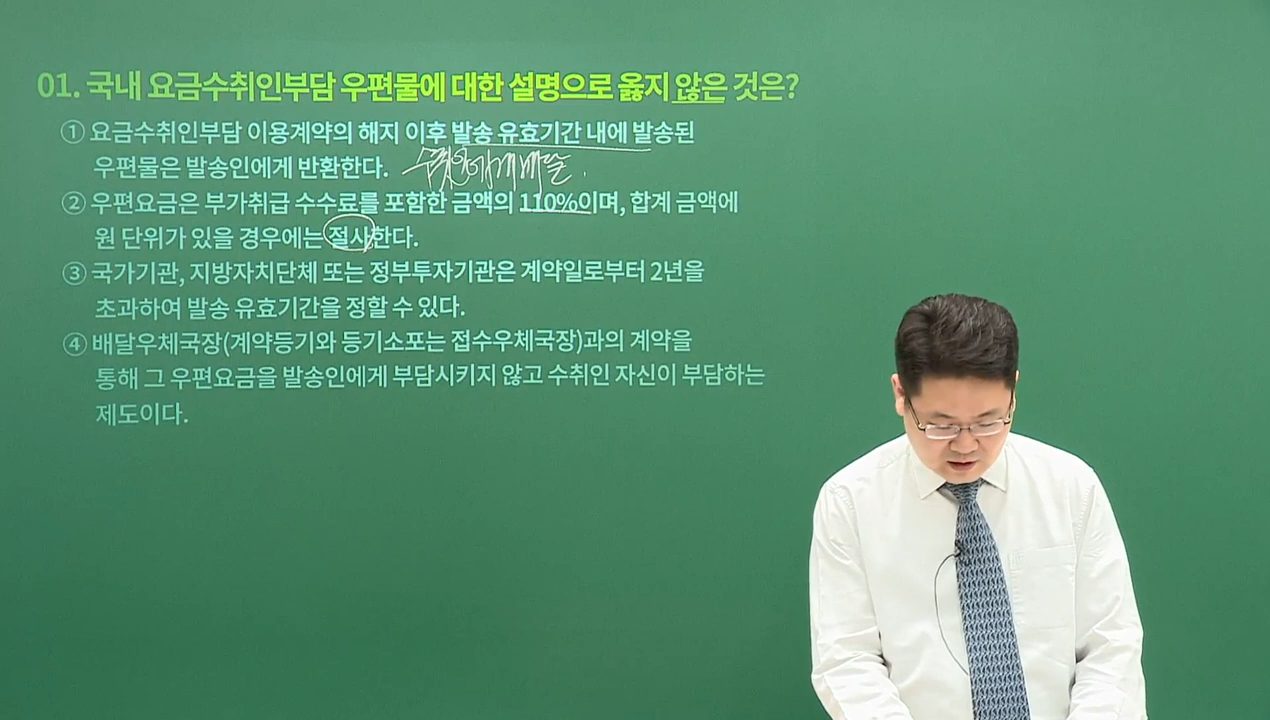 01. 국내 요금수취인부담 우편물에 대한 설명으로 옳지 않은 것은?
① 요금수취인부담 이용계약의 해지 이후 발송 유효기간 내에 발송된
우편물은 발송인에게 반환한다. 수취인에게 배달.
② 우편요금은 부가취급 수수료를 포함한 금액의 110%이며, 합계 금액에
원 단위가 있을 경우에는 절사한다.
③ 국가기관, 지방자치단체 또는 정부투자기관은 계약일로부터 2년을
초과하여 발송 유효기간을 정할 수 있다.
④ 배달우체국장(계약등기와 등기소포는 접수우체국장)과의 계약을
통해 그 우편요금을 발송인에게 부담시키지 않고 수취인 자신이 부담하는
제도이다.